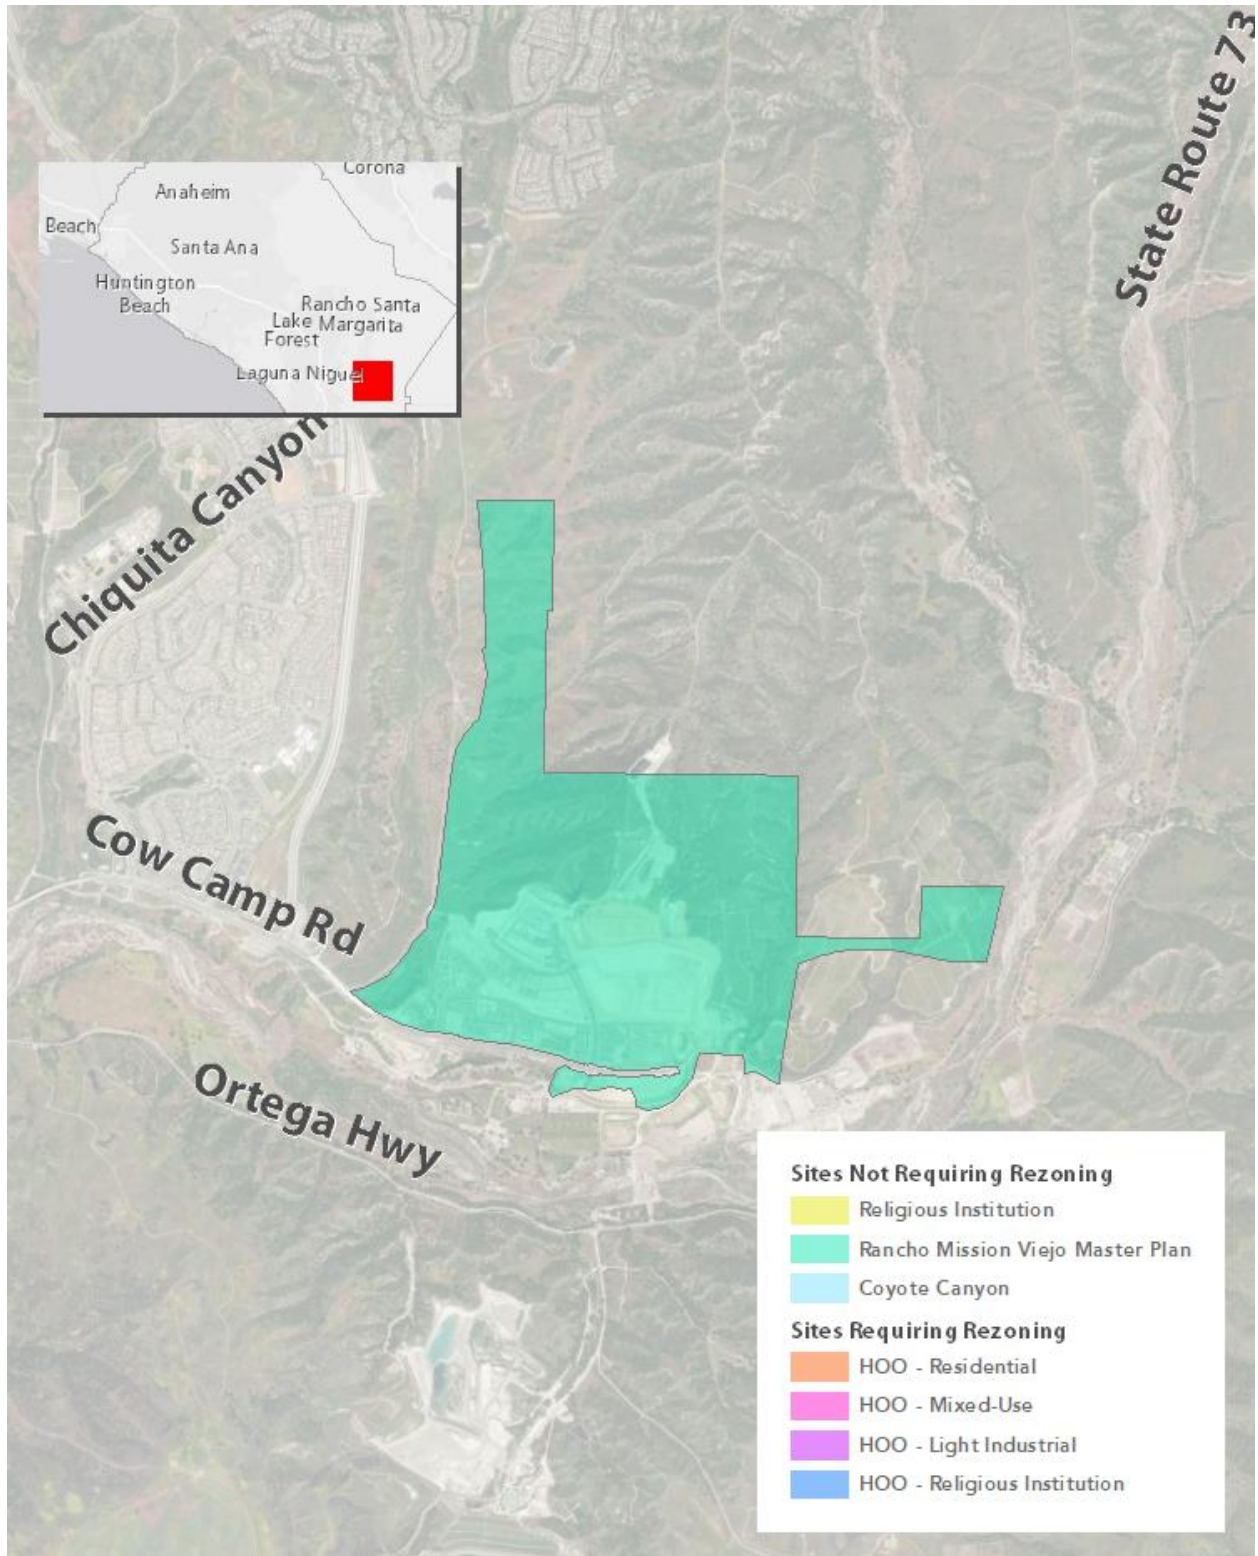 State Route 73
Corona
Anaheim
Beach
Santa Ana
Huntington
Beach
Rancho Santa
Margarita
Lake
Forest
Laguna Niguel
Chiquita Canyon
Cow Camp Rd
Ortega Hwy
Sites Not Requiring Rezoning
Religious Institution
Rancho Mission Viejo Master Plan
Coyote Canyon
Sites Requiring Rezoning
HOO - Residential
HOO - Mixed-Use
HOO - Light Industrial
HOO - Religious Institution